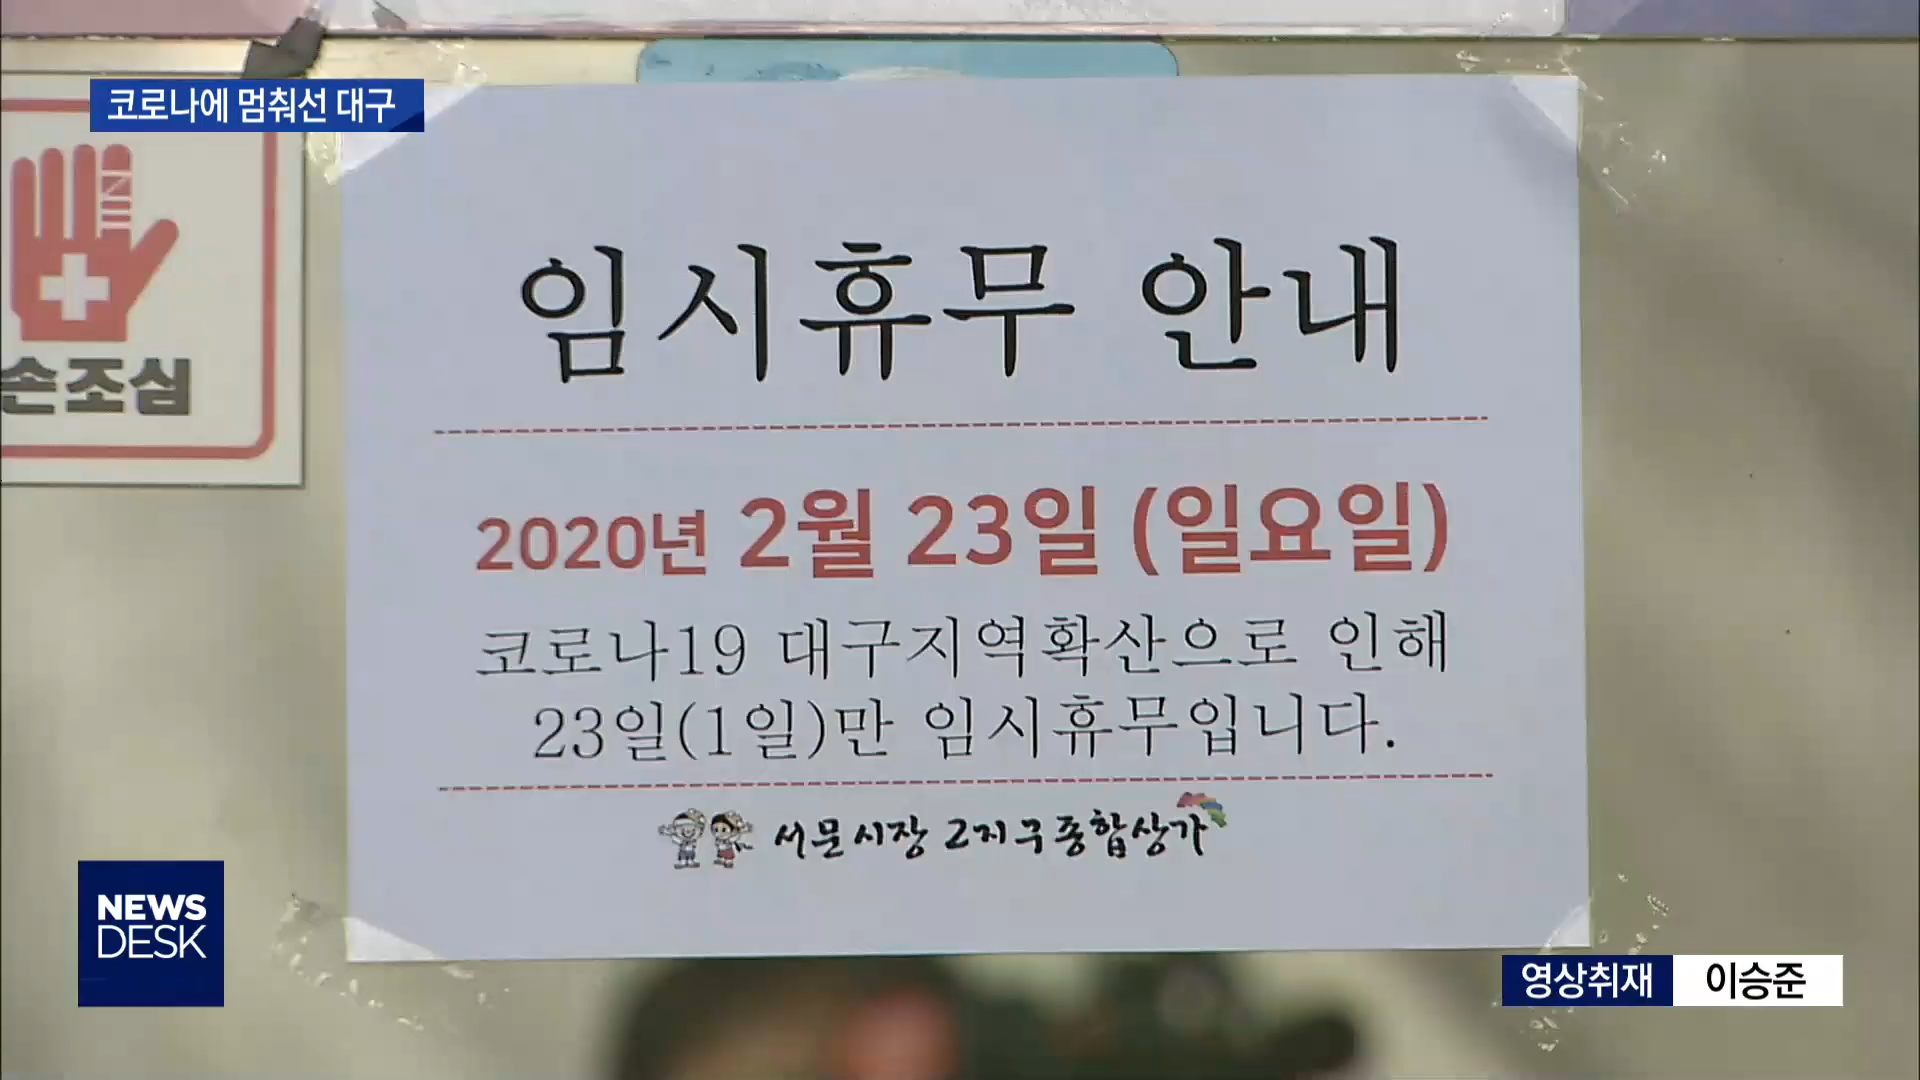 코로나에 멈춰선 대구
손조심
임시휴무 안내
2020년 2월 23일 (일요일)
코로나19 대구지역확산으로 인해
23일(1일)만 임시휴무입니다.
서문시장 2지구종합상가
NEWS
DESK
영상취재 이승준